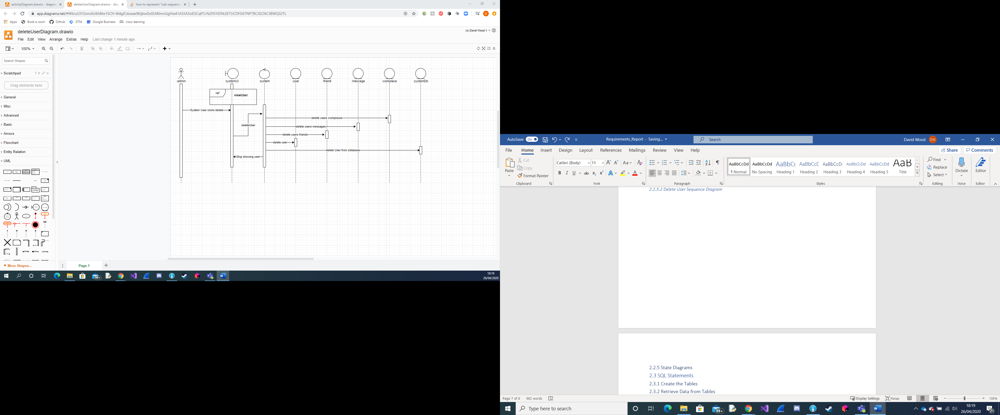 activityDiagram.drawio - diagram
deleteUserDiagram.drawio - diag
how to represent "sub-sequence
app.diagrams.net/#Wb!uS3Y2smc6U6hBlw1SCH-WdglCdueae9KijbwDx0LM6mnGgHie41AS5A3oEGCqPCc%2F01IDNLEE7UCDFG67NP7BCJGCNC3BWQ32TL
Apps Book a room Github GTM Google Business cisco learning
deleteUserDiagram.drawio
(s) David Wood 1
File Edit View Arrange Extras Help Last change 1 minute ago
100%
Search Shapes
Scratchpad
Drag elements here
General
Misc
Advanced
Basic
Arrows
Flowchart
Entity Relation
UML
+ More Shapes...
:admin :systemUI :system :user :friend :message :workplace :systemDb
ref
viewUser
System User clicks delete
delete users workplaces
deleteUser
delete users messages
delete users friends
delete user
delete User from database
Stop showing user
Page-1
99+
18:19
26/04/2020
AutoSave On
Requirements_Report - Saving...
Search
David Wood DW
File Home Insert Design Layout References Mailings Review View Help
Share Comments
Paste
Cut
Copy
Format Painter
Clipboard
Calibri (Body) 11
Font
Paragraph
AaBbCcDd AaBbCcDd AaBbCc AaBbCcC AaBbCcD AaBbCcDd AaBbCcDd AaB
¶ Normal No Spacing Heading 1 Heading 2 Heading 3 Heading 4 Heading 5 Title
Styles
Find
Replace
Select
Editing
Dictate
Voice
Editor
Editor
2.2.5.2 Delete User Sequence Diagram
2.2.5 State Diagrams
2.3 SQL Statements
2.3.1 Create the Tables
2.3.2 Retrieve Data from Tables
Page 7 of 8 962 words
Display Settings Focus 100%
Type here to search
99+
18:19
26/04/2020
21